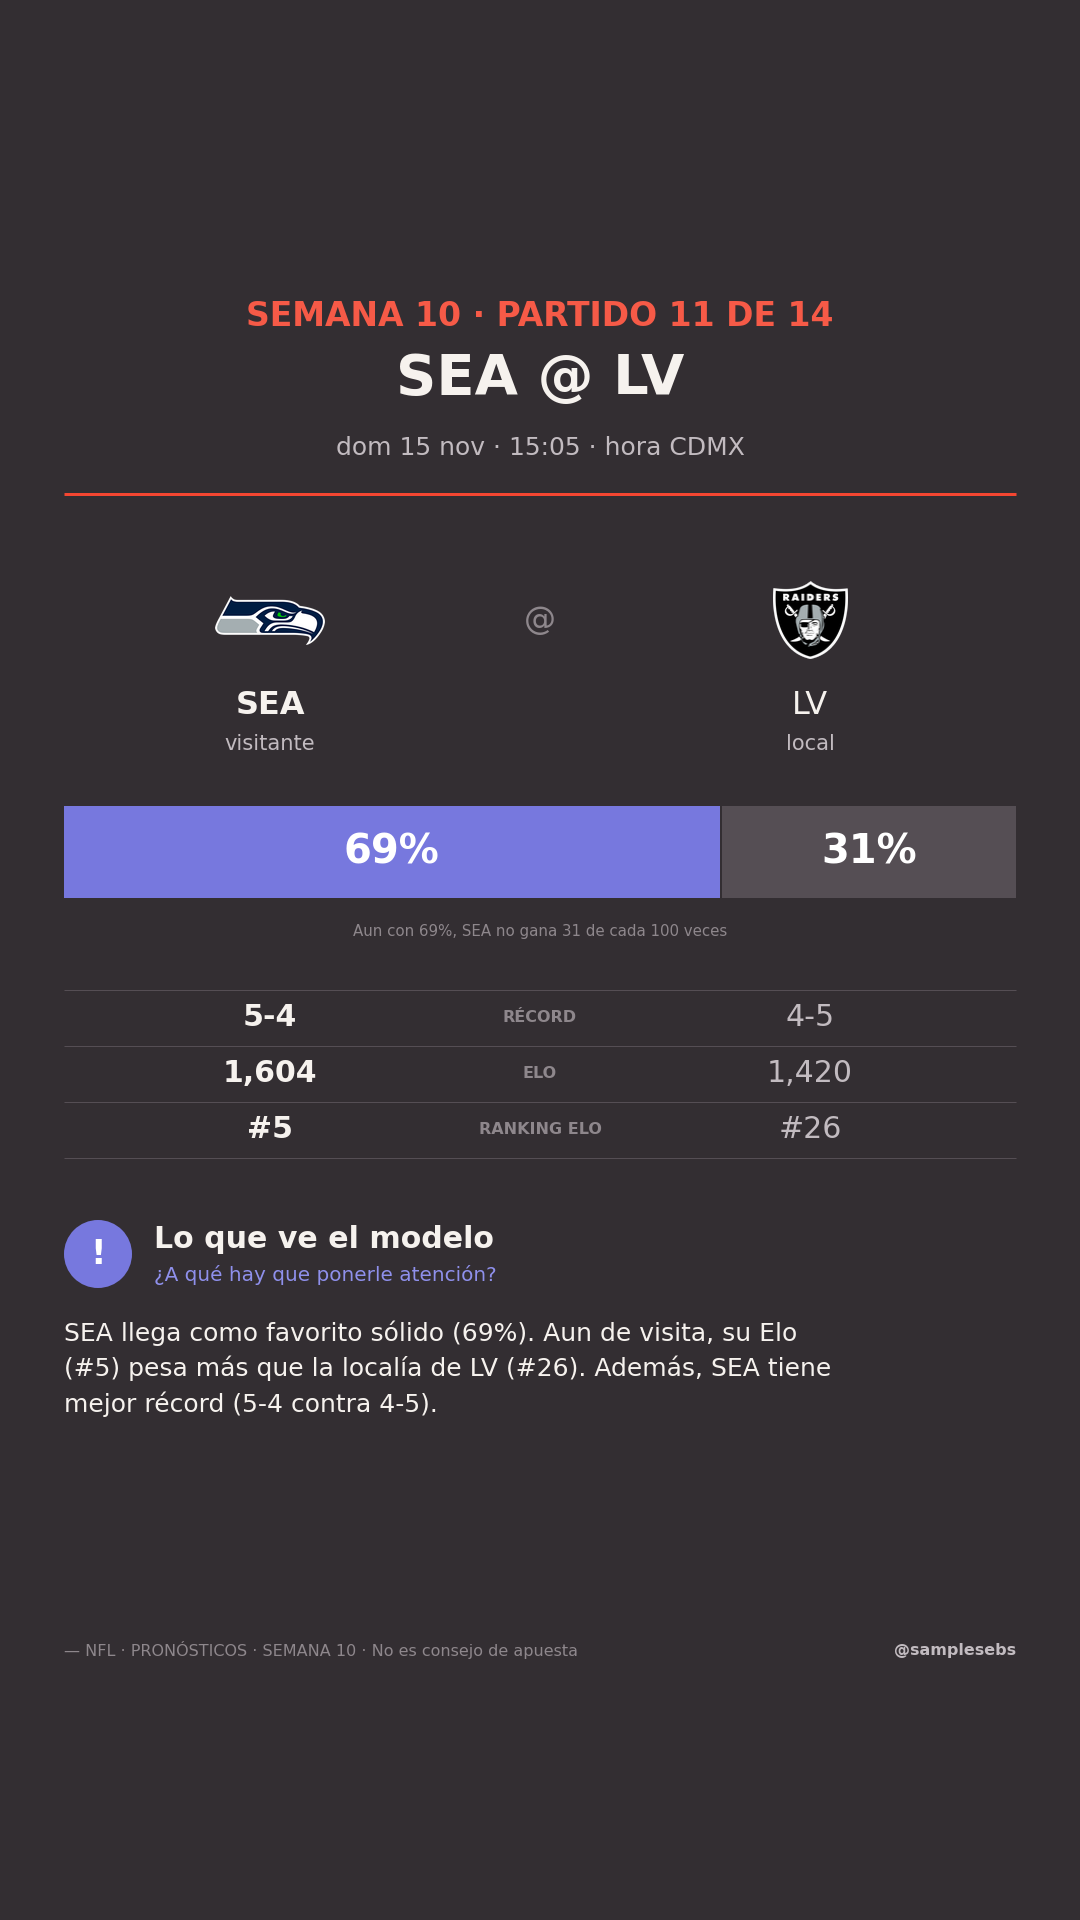 SEMANA 10 · PARTIDO 11 DE 14
SEA @ LV
dom 15 nov · 15:05 · hora CDMX
@
RAIDERS
SEA
LV
visitante
local
69%
31%
Aun con 69%, SEA no gana 31 de cada 100 veces
5-4 RÉCORD 4-5
1,604 ELO 1,420
#5 RANKING ELO #26
!
Lo que ve el modelo
¿A qué hay que ponerle atención?
SEA llega como favorito sólido (69%). Aun de visita, su Elo
(#5) pesa más que la localía de LV (#26). Además, SEA tiene
mejor récord (5-4 contra 4-5).
— NFL · PRONÓSTICOS · SEMANA 10 · No es consejo de apuesta
@samplesebs